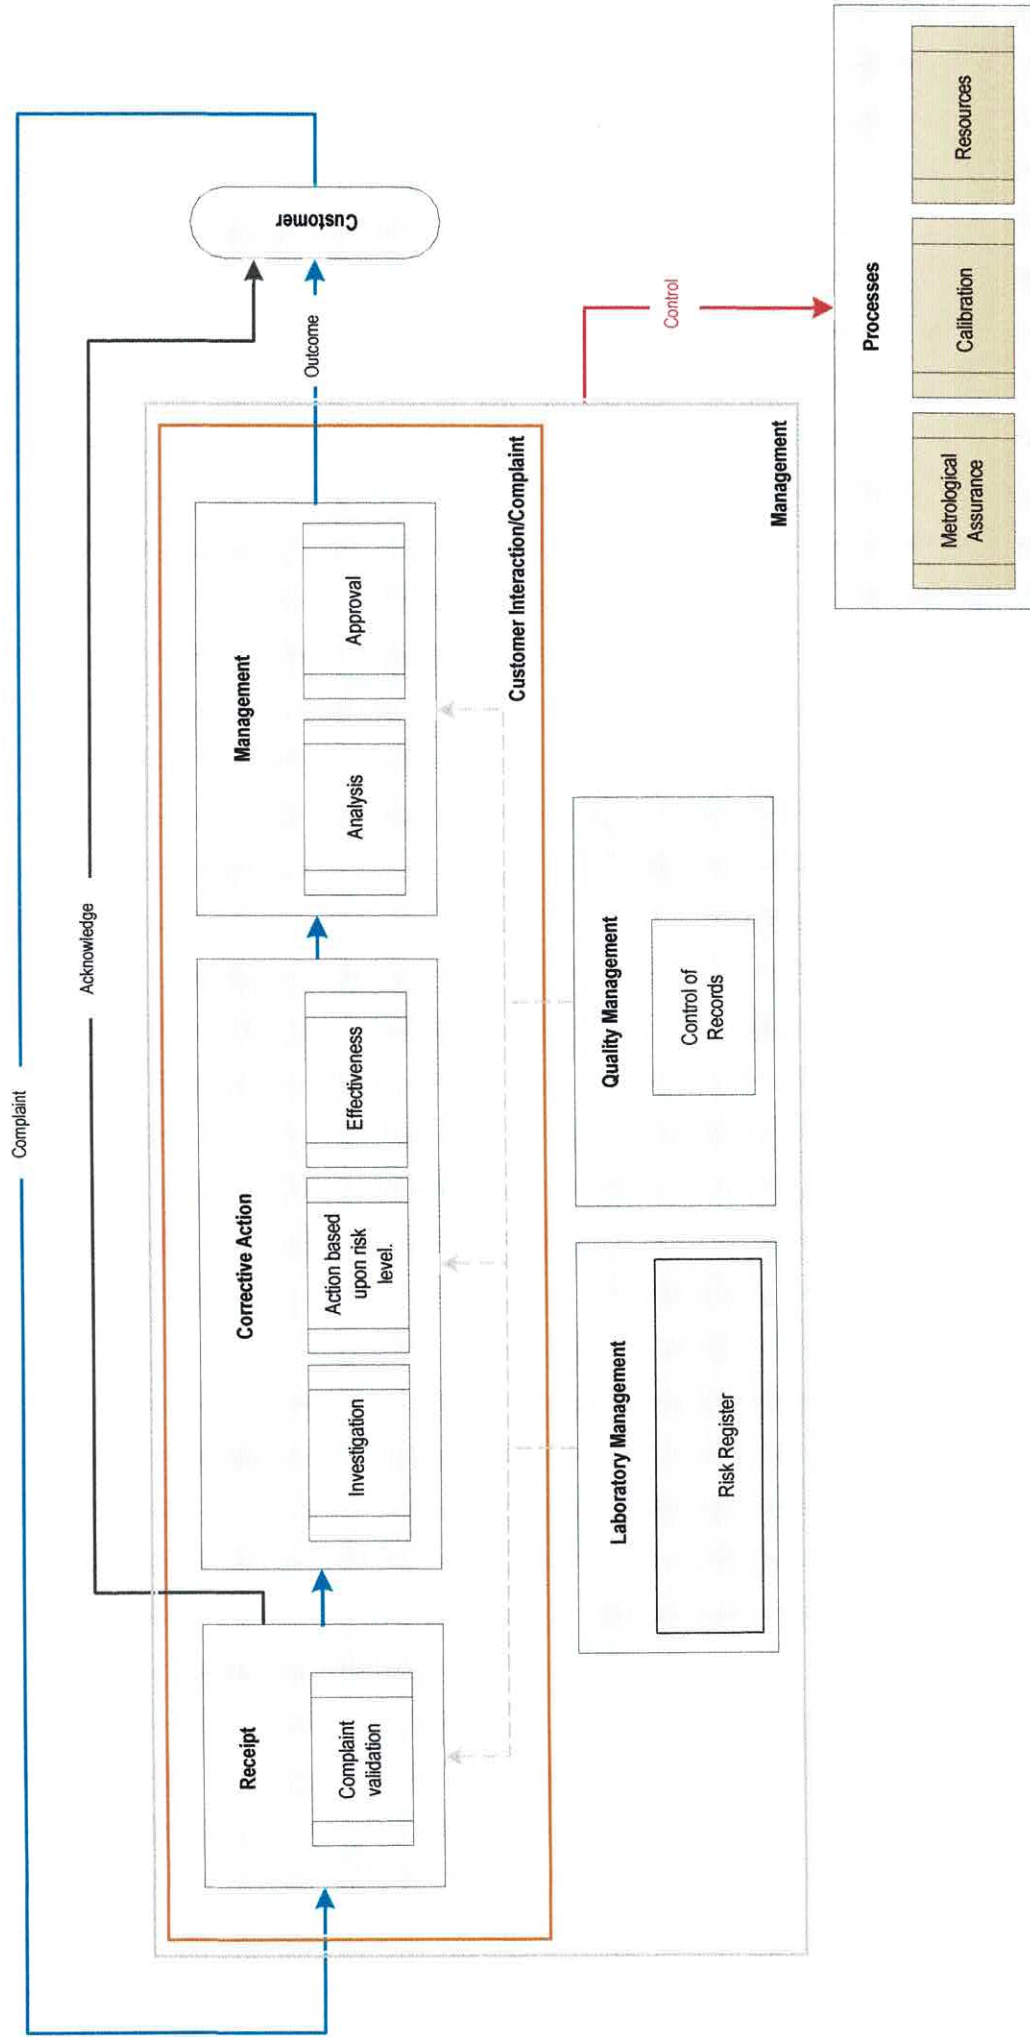 Complaint
Acknowledge
Receipt
Complaint
validation
Corrective Action
Investigation
Action based
upon risk
level.
Effectiveness
Management
Analysis
Approval
Outcome
Customer
Customer Interaction/Complaint
Laboratory Management
Risk Register
Quality Management
Control of
Records
Management
Control
Processes
Metrological
Assurance
Calibration
Resources